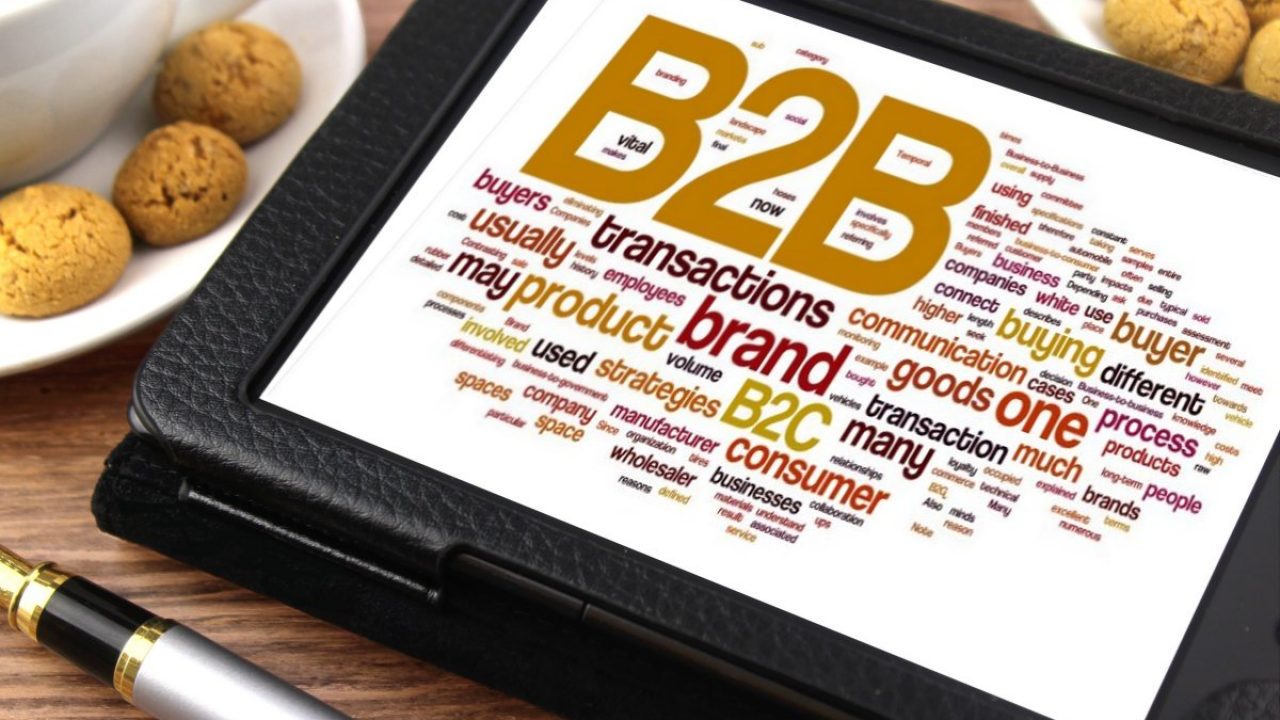 B2B
sub
category
branding
landscape
social
vital
makes
final
Temporal
now
involves
specifically
referring
times
Business-to-Business
overall supply
using committee
buyers
eliminating
Companies
finished specifications constant serves
members therefore taking samples entire
referred customer automobile often selling
Buyers business-to-consumer party impacts due typical sold
costs
usually
levels
transactions
companies business Depending ask purchases assessment
rubber Contrasting sale history employees
connect white use buyer several
detailed
may product brand
higher length describes place
monitoring communication seek buying different identified meet
components Brand
processes involved used strategies volume
example goods cases decision Business-to-business however towards
bought One knowledge vehicle
differentiating business-to-government
B2C vehicles transaction one process costs
spaces company manufacturer many much products high raw
particular space Since organization tires consumer relationships loyalty occupied long-term people
wholesaler businesses commerce technical explained brands
reasons defined materials understand collaboration B2C, Many excellent terms
result associated ups Also minds numerous
service Note reason